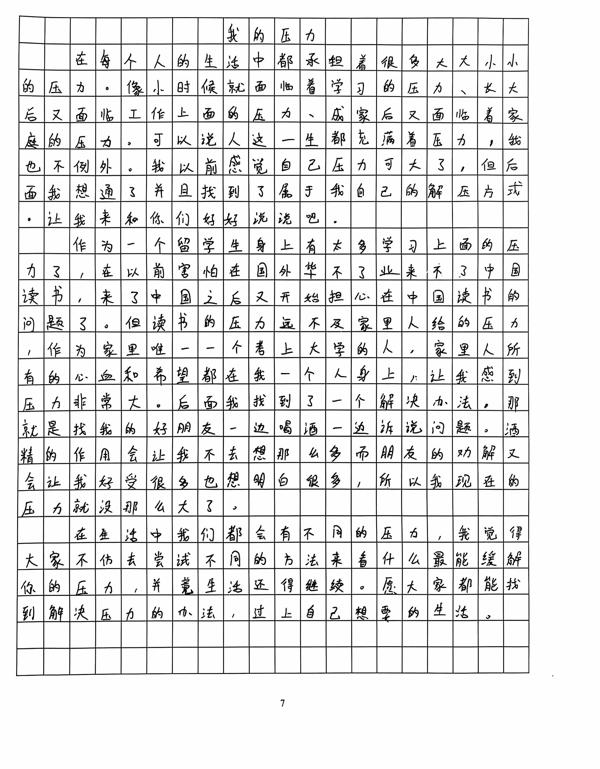 我的压力
在每个人的生活中都承担着很多大大小小
的压力。像小时候就面临着学习的压力、长大
后又面临工作上面的压力、成家后又面临着家
庭的压力。可以说人这一生都充满着压力，我
也不例外。我以前感觉自己压力可大了，但后
面我想通了并且找到了属于我自己的解压方式
。让我来和你们好好说说吧。
作为一个留学生身上有太多学习上面的压
力了，在以前害怕在国外毕不了业来不了中国
读书，来了中国之后又开始担心在中国读书的
问题了。但读书的压力远不及家里人给的压力
，作为家里唯一一个考上大学的人，家里人所
有的心血和希望都在我一个人身上，让我感到
压力非常大。后面我找到了一个解决办法。那
就是找我的好朋友一边喝酒一边诉说问题。酒
精的作用会让我不去想那么多而朋友的劝解又
会让我好受很多也想明白很多，所以我现在的
压力就没那么大了。
在生活中我们都会有不同的压力，我觉得
大家不仿去尝试不同的方法来看什么最能缓解
你的压力，并竟生活还得继续。愿大家都能找
到解决压力的办法，过上自己想要的生活。
7